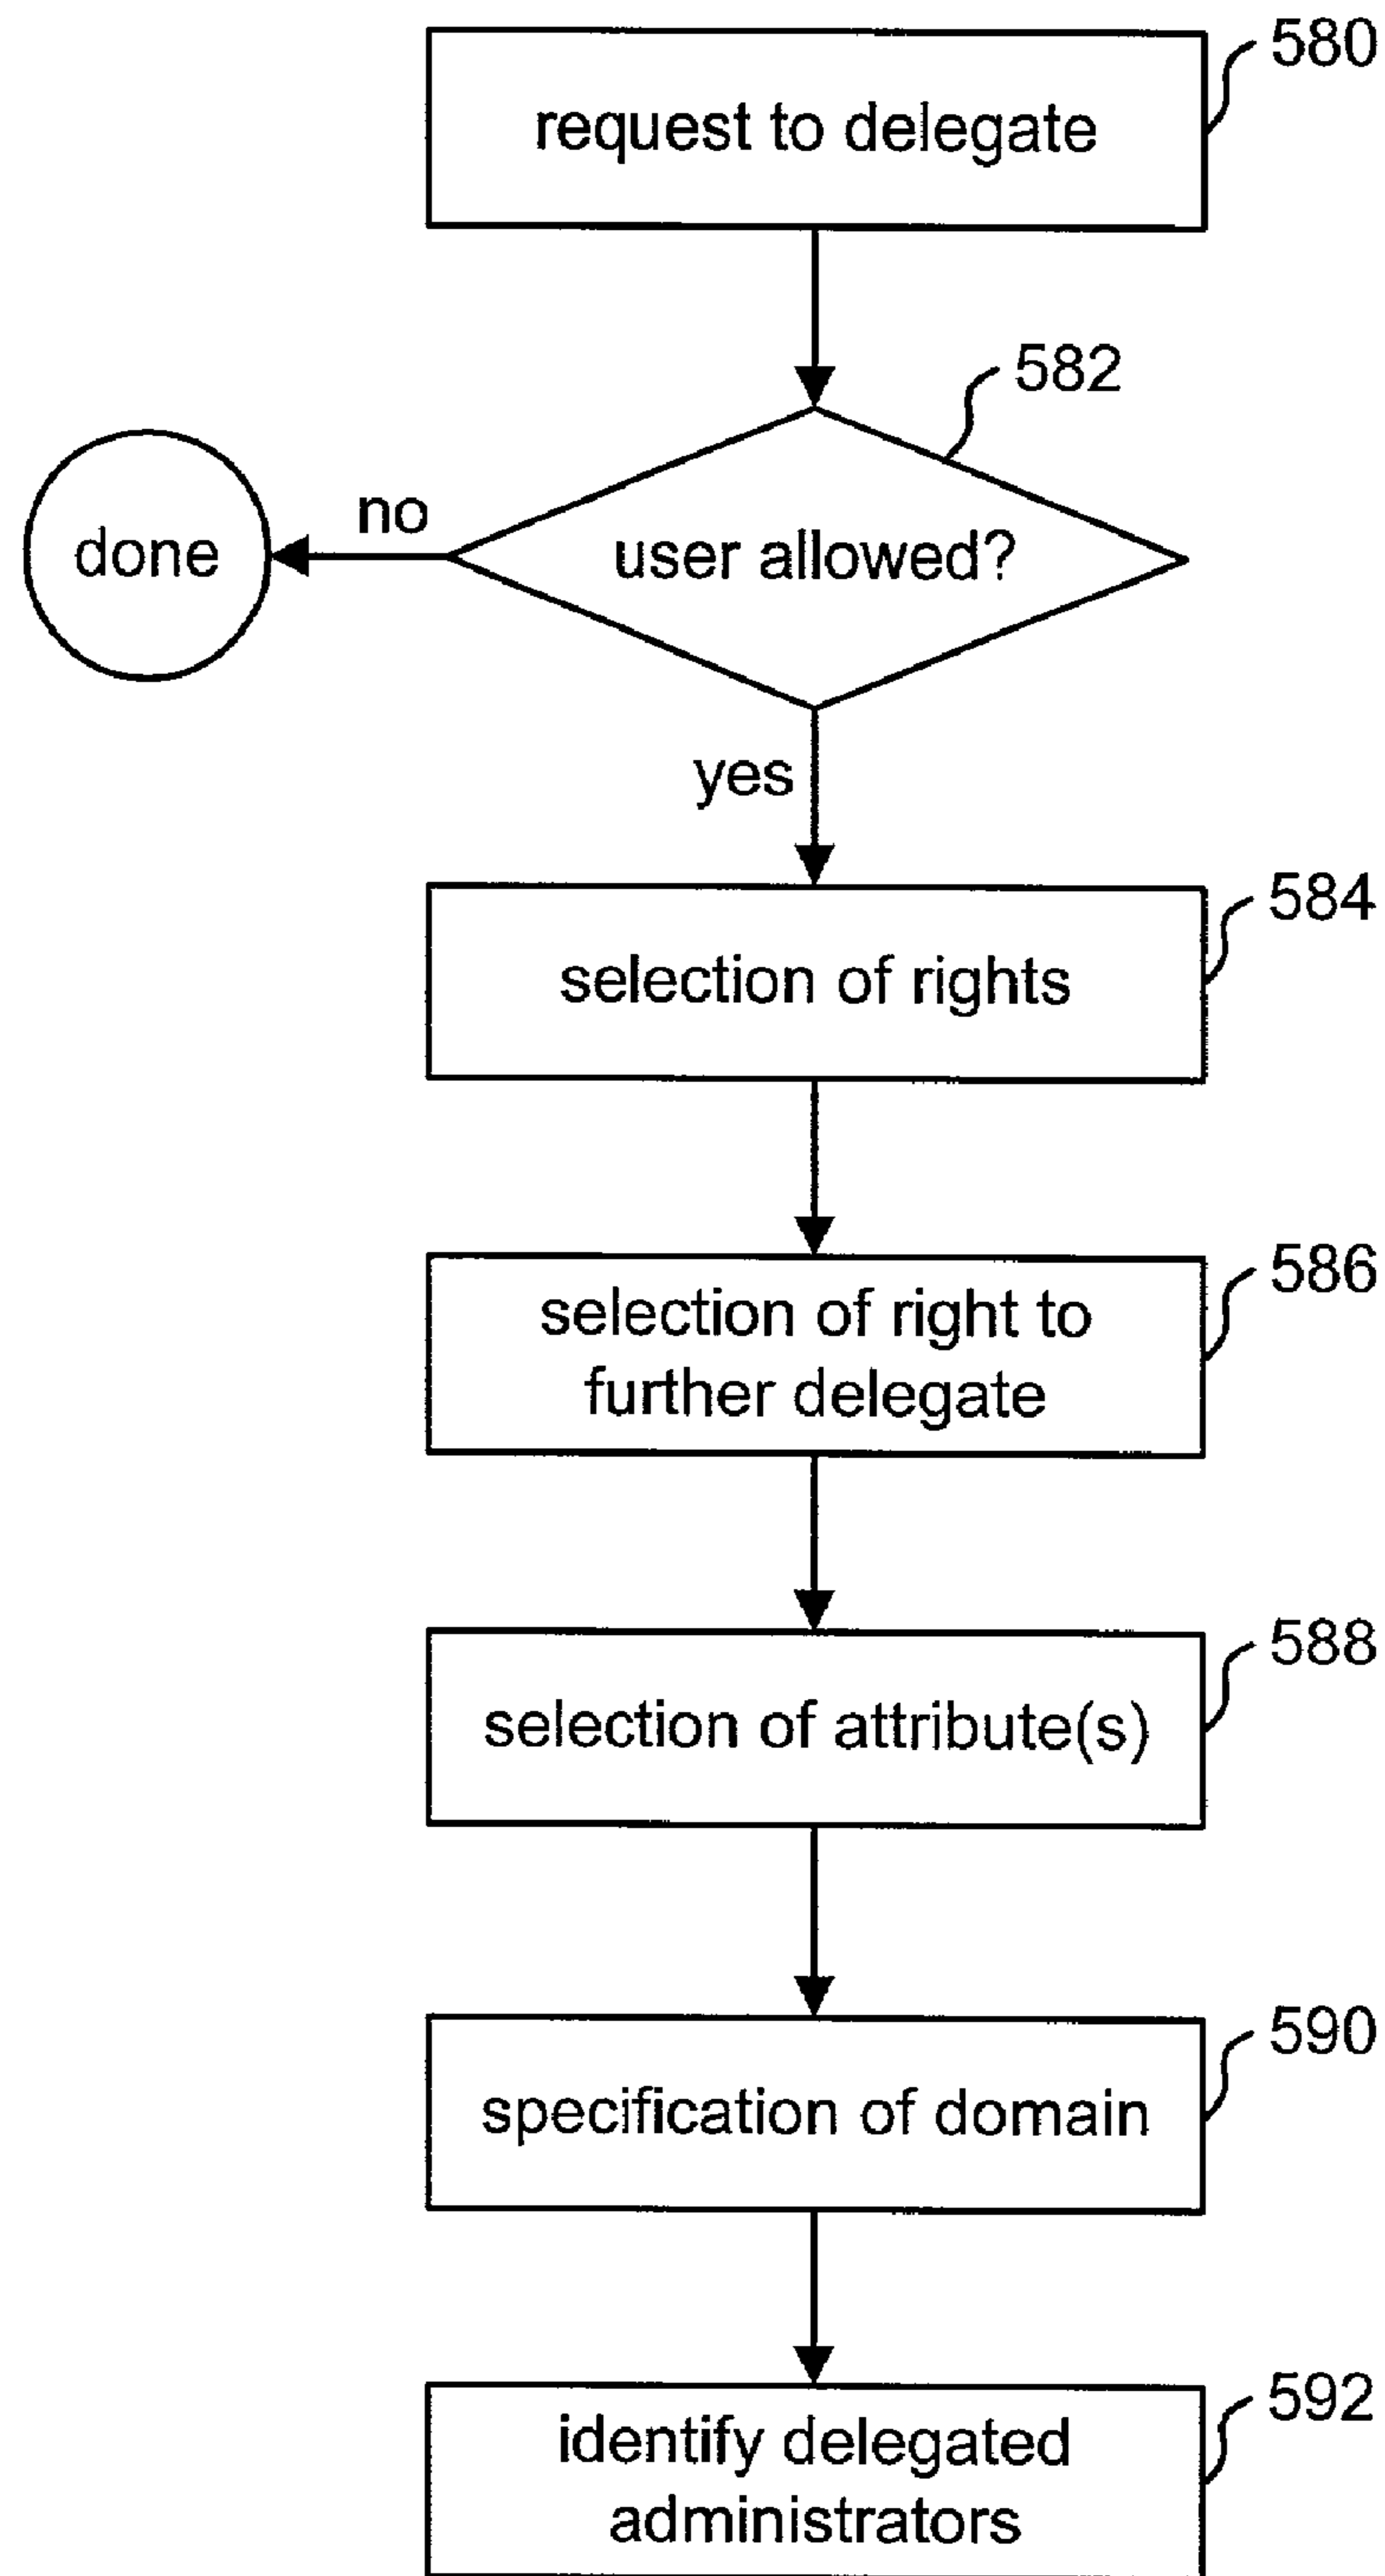 580
request to delegate
582
user allowed?
no
done
yes
584
selection of rights
586
selection of right to
further delegate
588
selection of attribute(s)
590
specification of domain
592
identify delegated
administrators